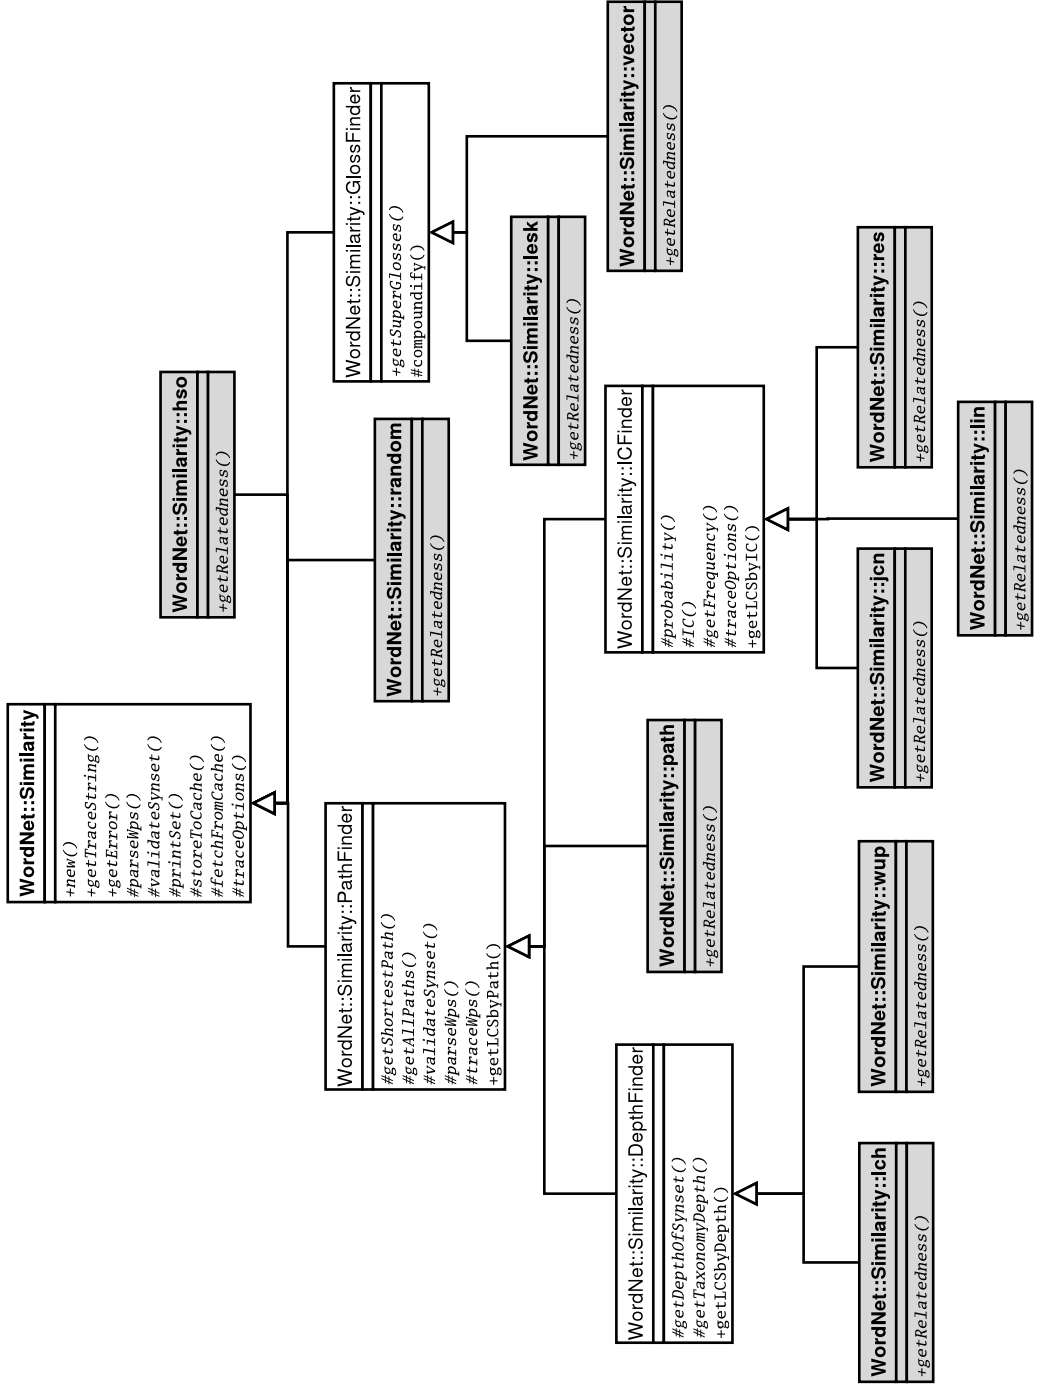 WordNet::Similarity
+new()
+getTraceString()
+getError()
#parseWps()
#validateSynset()
#printSet()
#storeToCache()
#fetchFromCache()
#traceOptions()
WordNet::Similarity::hso
+getRelatedness()
WordNet::Similarity::PathFinder
#getShortestPath()
#getAllPaths()
#validateSynset()
#parseWps()
#traceWps()
+getLCSbyPath()
WordNet::Similarity::random
+getRelatedness()
WordNet::Similarity::GlossFinder
+getSuperGlosses()
#compoundify()
WordNet::Similarity::lesk
+getRelatedness()
WordNet::Similarity::vector
+getRelatedness()
WordNet::Similarity::DepthFinder
#getDepthOfSynset()
#getTaxonomyDepth()
+getLCSbyDepth()
WordNet::Similarity::path
+getRelatedness()
WordNet::Similarity::ICFinder
#probability()
#IC()
#getFrequency()
#traceOptions()
+getLCSbyIC()
WordNet::Similarity::lch
+getRelatedness()
WordNet::Similarity::wup
+getRelatedness()
WordNet::Similarity::jcn
+getRelatedness()
WordNet::Similarity::res
+getRelatedness()
WordNet::Similarity::lin
+getRelatedness()